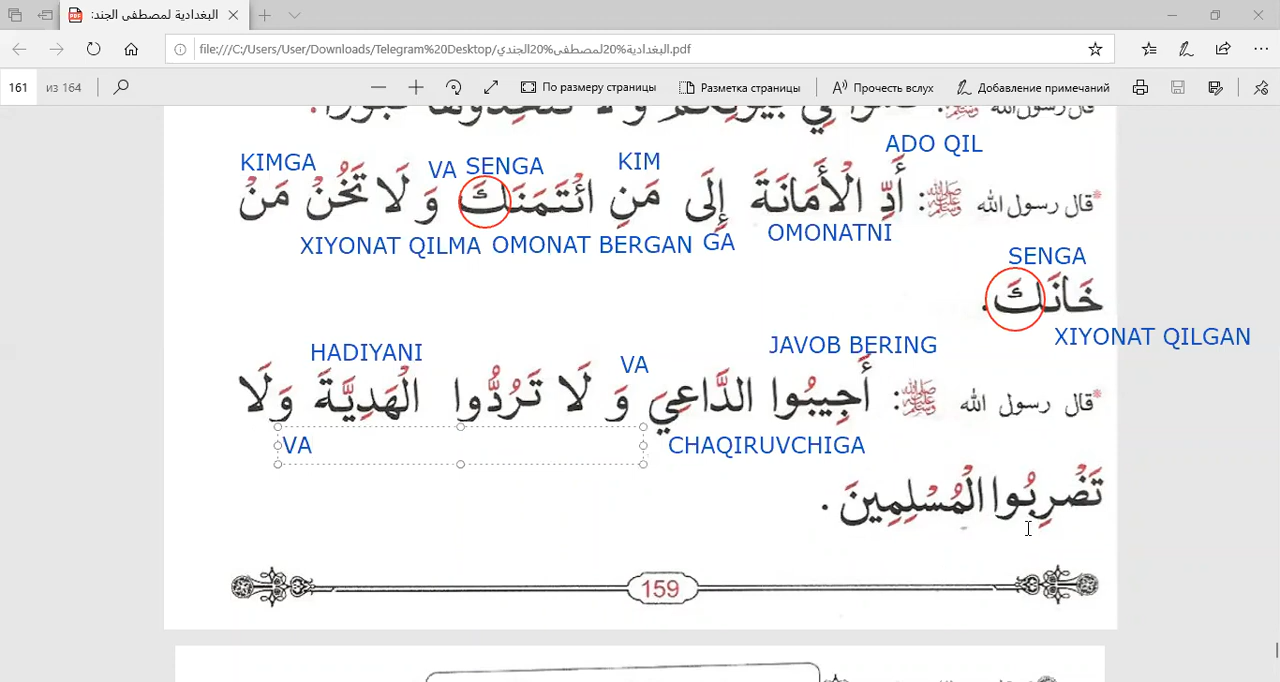 البغدادية لمصطفى الجند:
file:///C:/Users/User/Downloads/Telegram%20Desktop/البغدادية%20لمصطفى%20الجندي.pdf
161 из 164
По размеру страницы
Разметка страницы
Прочесть вслух
Добавление примечаний
ADO QIL
KIMGA VA SENGA KIM
* قال رسول الله ﷺ: أَدِّ الْأَمَانَةَ إِلَى مَنِ ائْتَمَنَكَ وَ لَا تَخُنْ مَنْ
XIYONAT QILMA OMONAT BERGAN GA OMONATNI
SENGA
خَانَكَ.
XIYONAT QILGAN
HADIYANI VA JAVOB BERING
* قال رسول الله ﷺ: أَجِيبُوا الدَّاعِيَ وَ لَا تَرُدُّوا الْهَدِيَّةَ وَلَا
VA CHAQIRUVCHIGA
تَضْرِبُوا الْمُسْلِمِينَ .
159